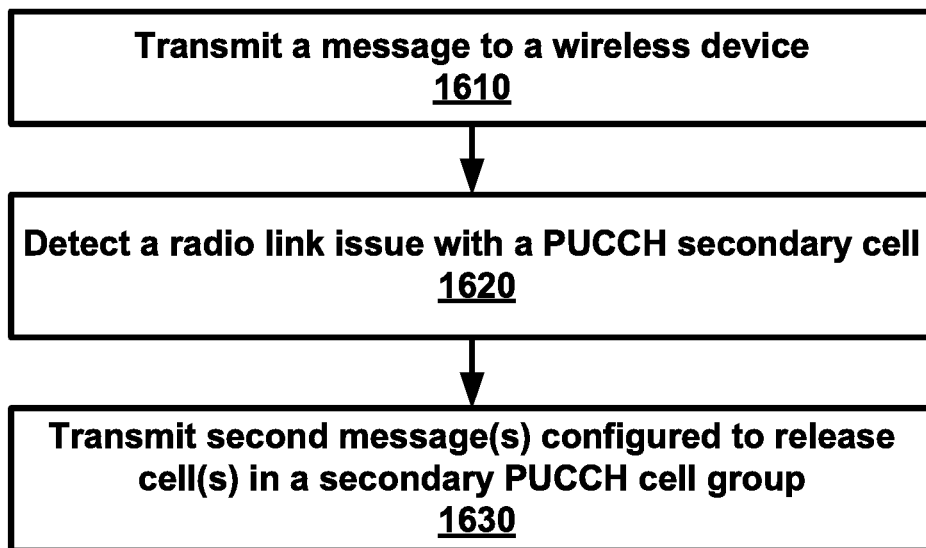 Transmit a message to a wireless device
1610
Detect a radio link issue with a PUCCH secondary cell
1620
Transmit second message(s) configured to release
cell(s) in a secondary PUCCH cell group
1630